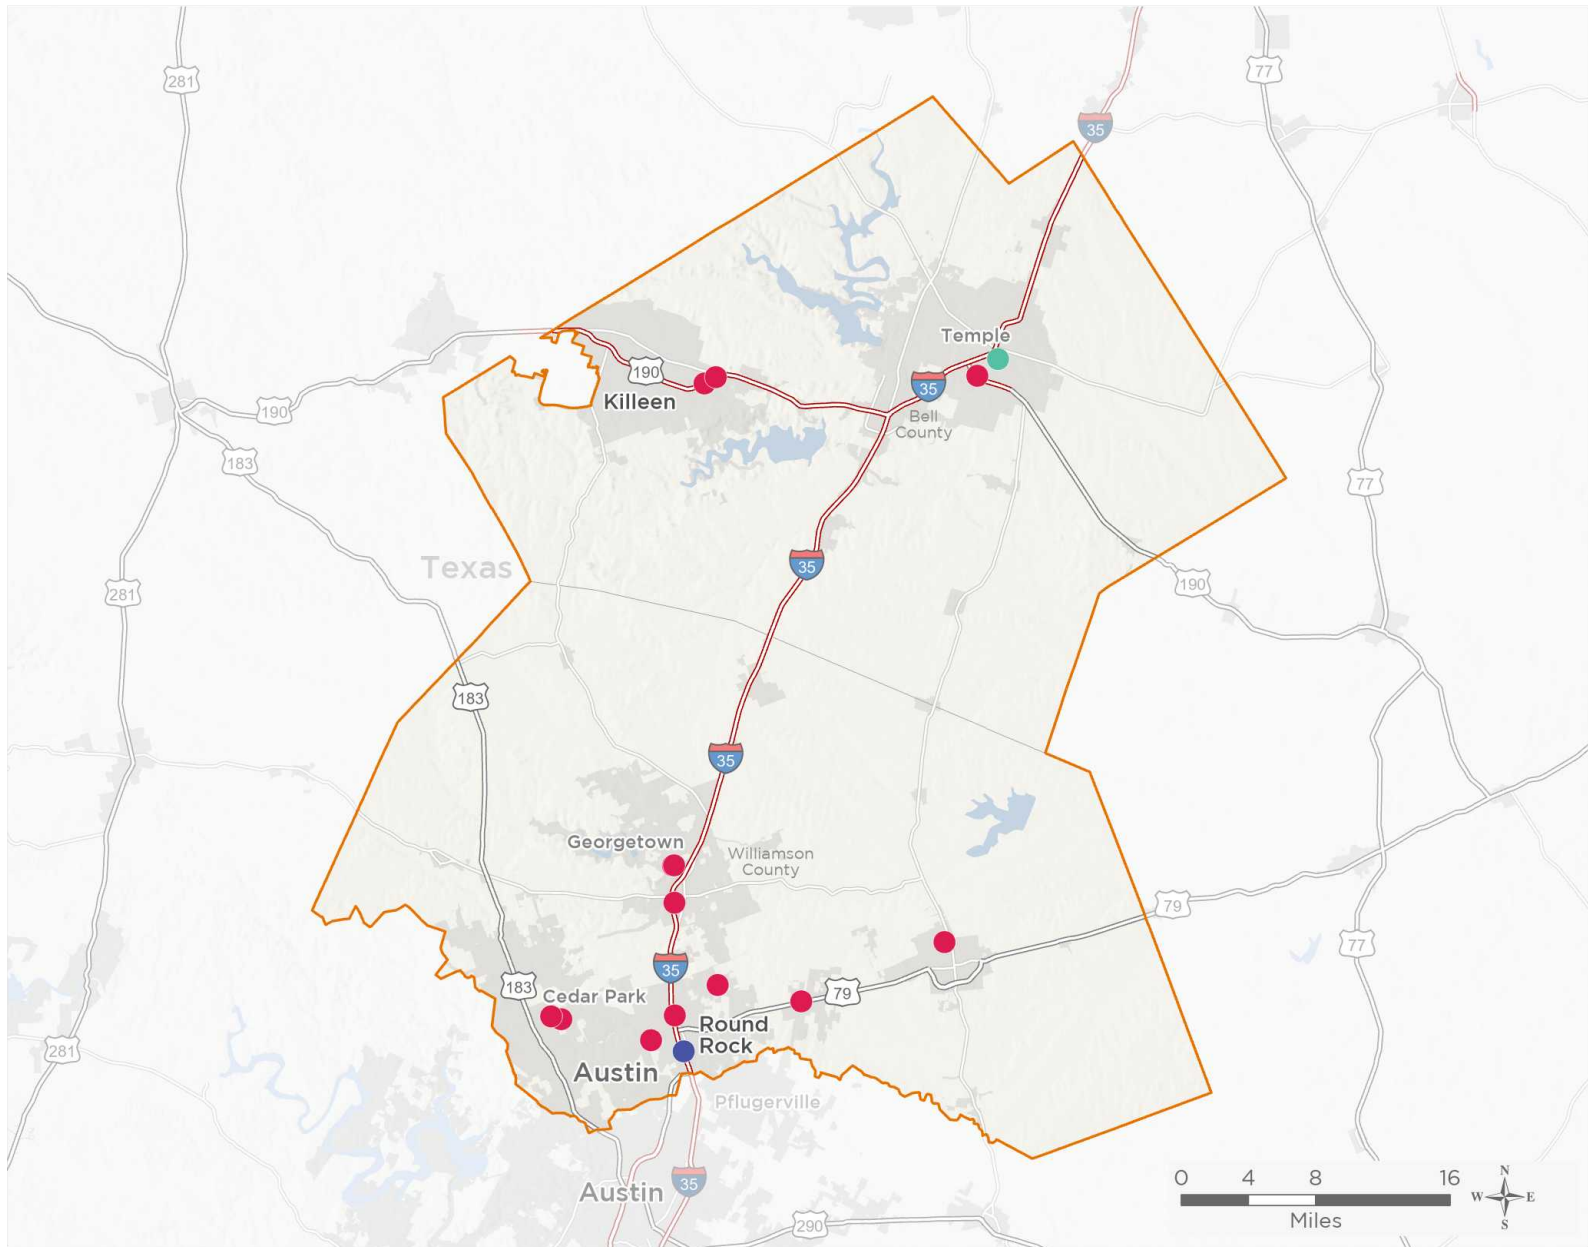 281
77
35
Temple
190
35
Killeen
190
Bell
County
183
77
35
Texas
281
190
183
35
Georgetown
Williamson
County
79
77
35
183
79
Cedar Park
Round
Rock
281
Austin
Pflugerville
35
Austin
290
0 4 8 16
Miles
N
W E
S